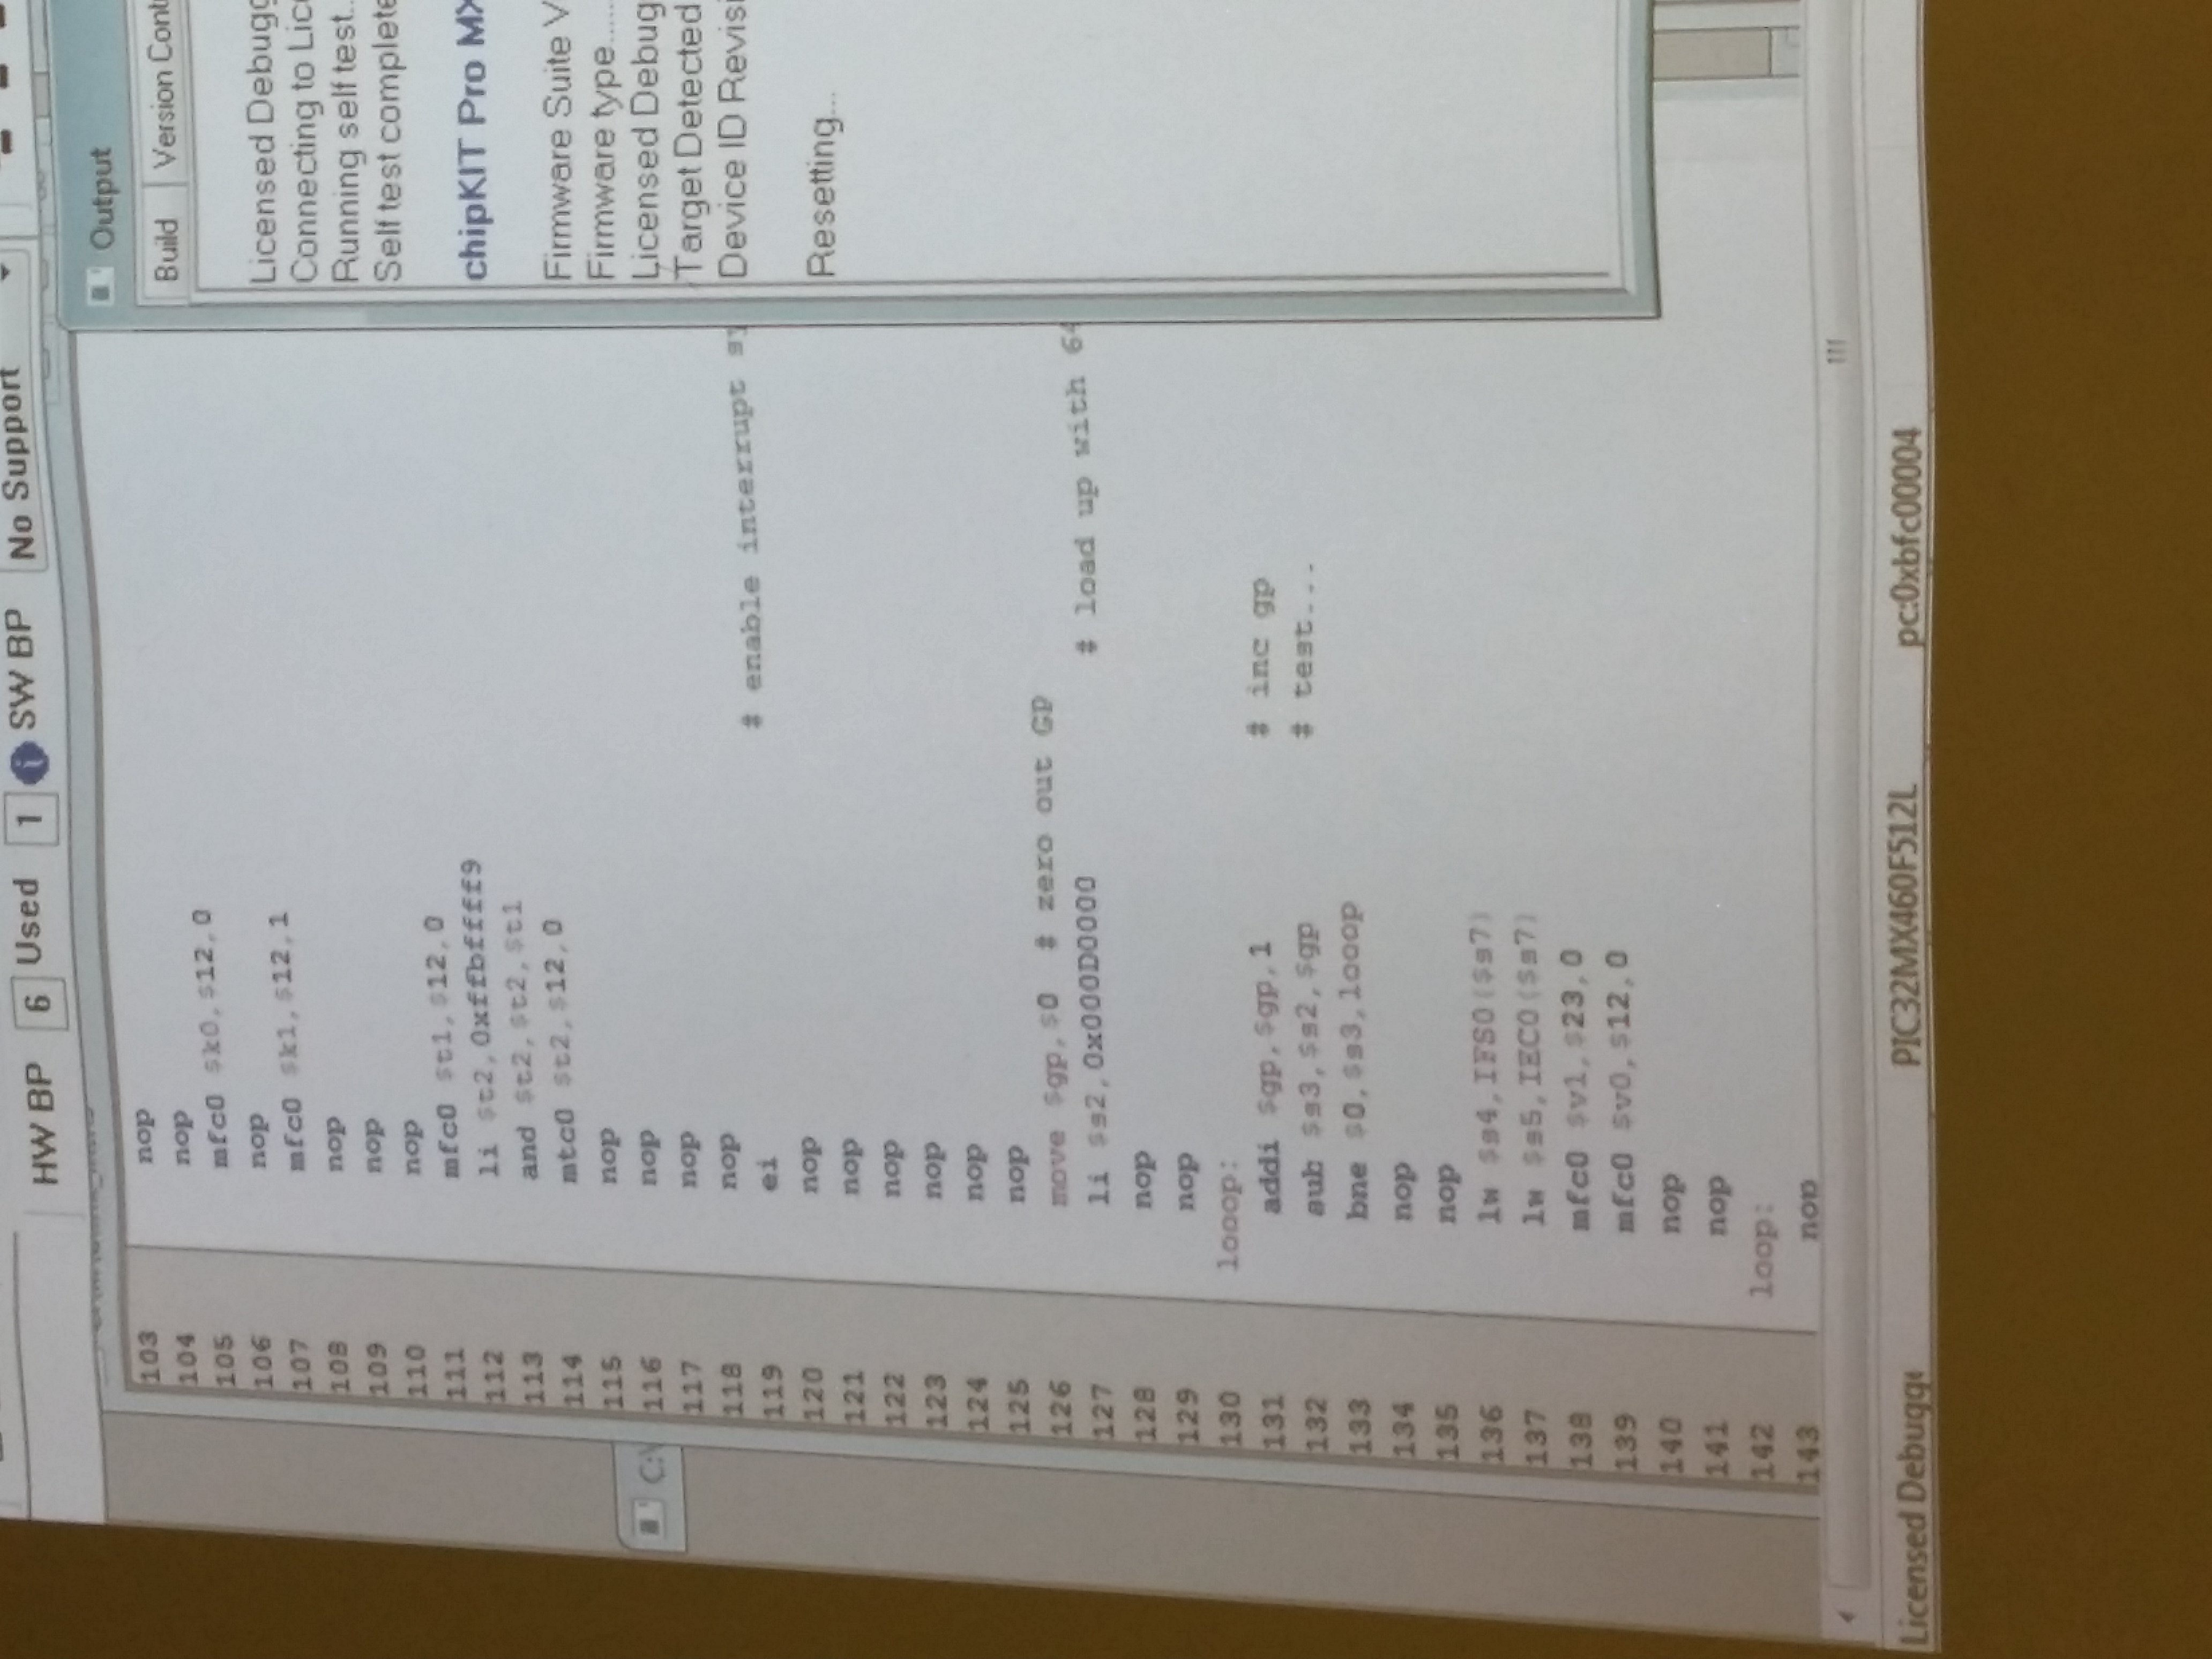 HW BP 6 Used 1 i SW BP No Support
103 nop
104 nop
105 mfc0 $k0,$12,0
106 nop
107 mfc0 $k1,$12,1
108 nop
109 nop
110 nop
111 mfc0 $t1,$12,0
112 li $t2,0xffbffff9
113 and $t2,$t2,$t1
114 mtc0 $t2,$12,0
115 nop
116 nop
117 nop
118 nop
119 ei # enable interrupt sy
120 nop
121 nop
122 nop
123 nop
124 nop
125 nop
126 move $gp,$0 # zero out GP
127 li $s2,0x000D0000 # load up with 64
128 nop
129 nop
130 looop:
131 addi $gp,$gp,1 # inc gp
132 sub $s3,$s2,$gp # test...
133 bne $0,$s3,looop
134 nop
135 nop
136 lw $s4,IFS0($s7)
137 lw $s5,IEC0($s7)
138 mfc0 $v1,$23,0
139 mfc0 $v0,$12,0
140 nop
141 nop
142 loop:
143 nop
C:\
Output
Build Version Cont
Licensed Debugg
Connecting to Lic
Running self test..
Self test complete
chipKIT Pro MX
Firmware Suite V
Firmware type......
Licensed Debug
Target Detected
Device ID Revisi
Resetting...
Licensed Debugge PIC32MX460F512L pc:0xbfc00004